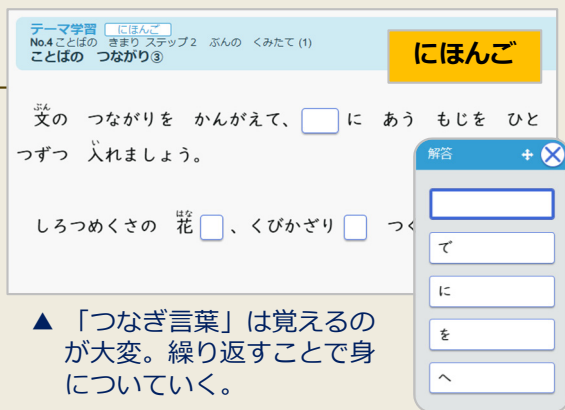 テーマ学習 にほんご
No.4 ことばの きまり ステップ2 ぶんの くみたて (1)
ことばの つながり③
にほんご
文の つながりを かんがえて、 に あう もじを ひと
ぶん
つずつ 入れましょう。
い
しろつめくさの 花 、くびかざり つく
はな
解答
で
に
を
へ
▲ 「つなぎ言葉」は覚えるの
が大変。繰り返すことで身
についていく。